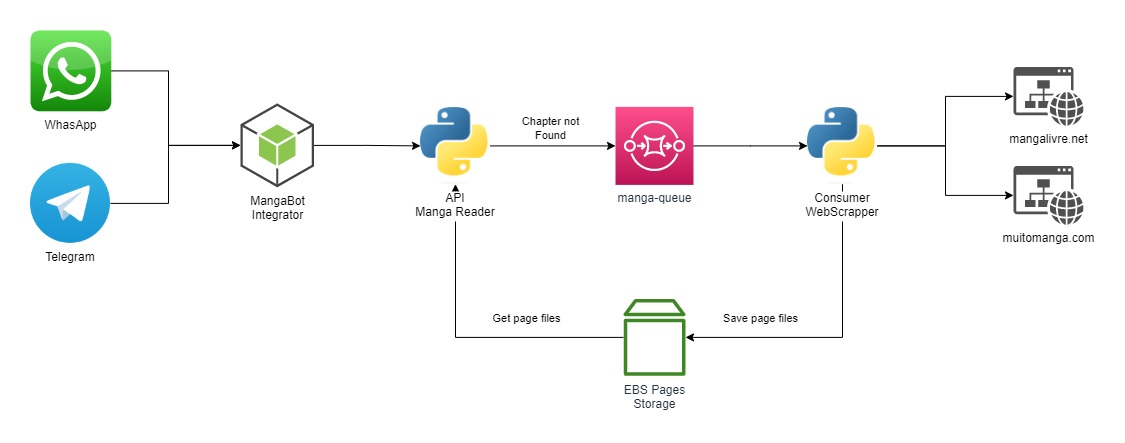 WhasApp
Telegram
MangaBot
Integrator
API
Manga Reader
Chapter not
Found
manga-queue
Consumer
WebScrapper
mangalivre.net
muitomanga.com
Get page files
Save page files
EBS Pages
Storage